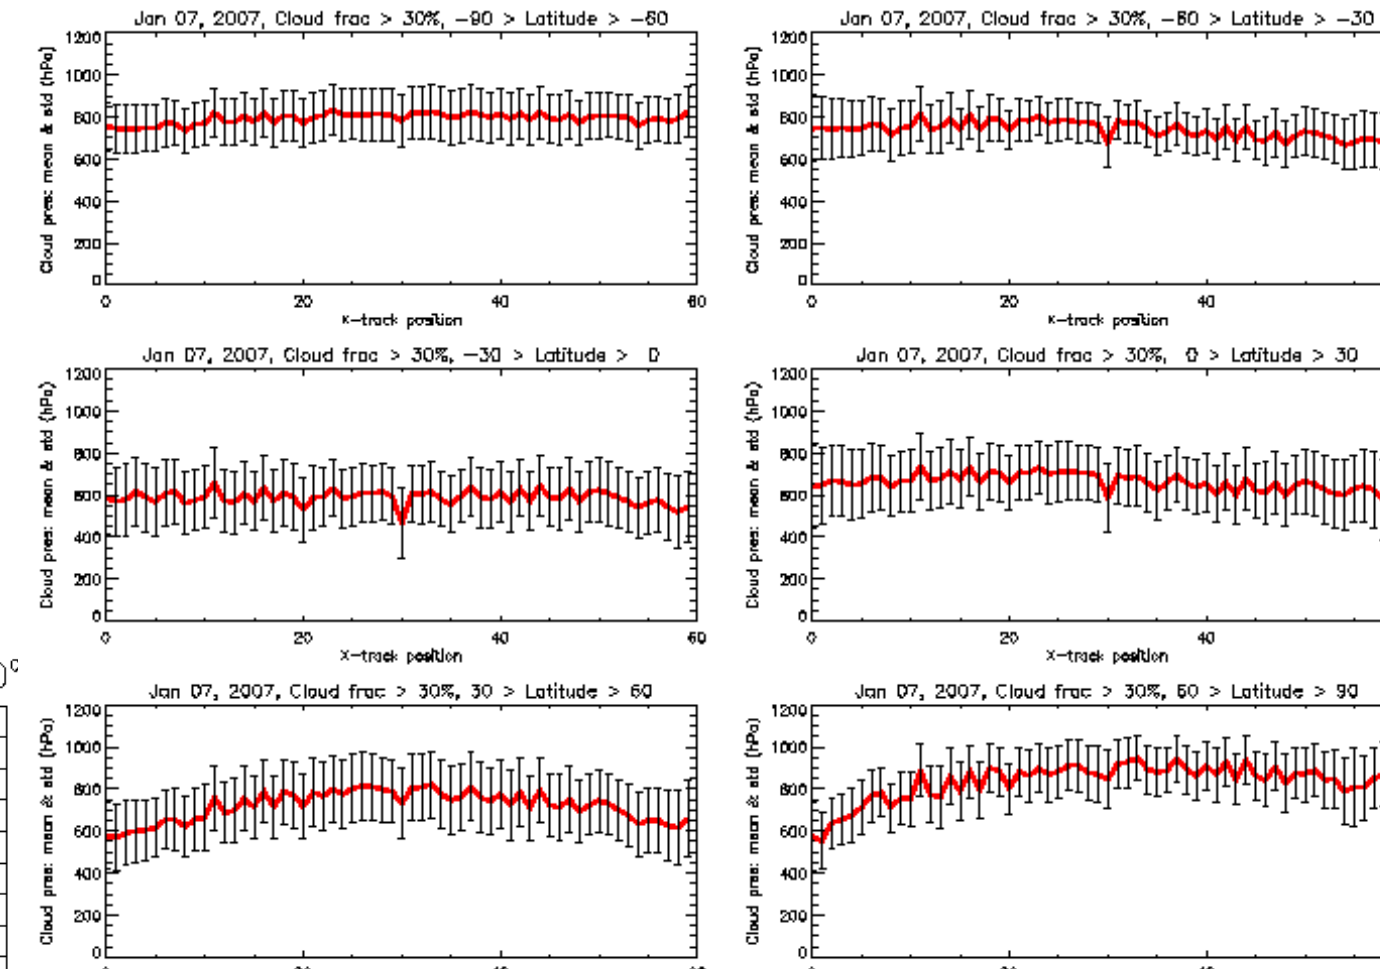 Jan 07, 2007, Cloud frac > 30%, -90 > Latitude > -60
Jan 07, 2007, Cloud frac > 30%, -60 > Latitude > -30
Cloud pres: mean & std (hPa)
1200
1000
800
600
400
200
0
0 20 40 60
X-track position
Cloud pres: mean & std (hPa)
1200
1000
800
600
400
200
0
0 20 40
X-track position
Jan 07, 2007, Cloud frac > 30%, -30 > Latitude > 0
Jan 07, 2007, Cloud frac > 30%, 0 > Latitude > 30
Cloud pres: mean & std (hPa)
1200
1000
800
600
400
200
0
0 20 40 60
X-track position
Cloud pres: mean & std (hPa)
1200
1000
800
600
400
200
0
0 20 40
X-track position
Jan 07, 2007, Cloud frac > 30%, 30 > Latitude > 60
Jan 07, 2007, Cloud frac > 30%, 60 > Latitude > 90
Cloud pres: mean & std (hPa)
1200
1000
800
600
400
200
0
Cloud pres: mean & std (hPa)
1200
1000
800
600
400
200
0